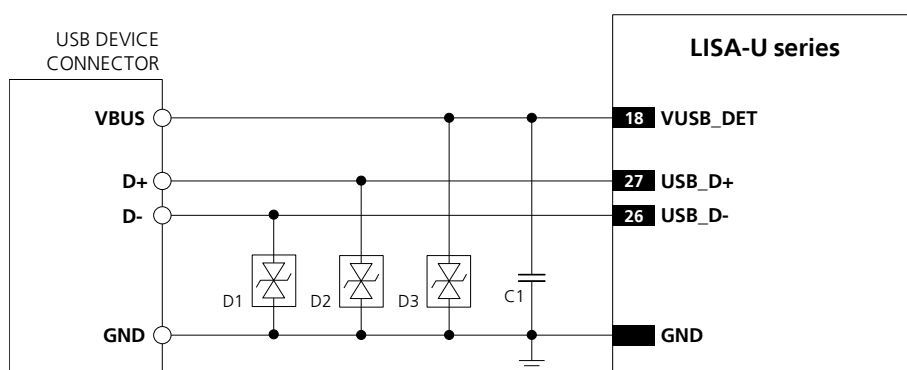 USB DEVICE
CONNECTOR
LISA-U series
VBUS
18 VUSB_DET
D+
27 USB_D+
D-
26 USB_D-
D1
D2
D3
C1
GND
GND